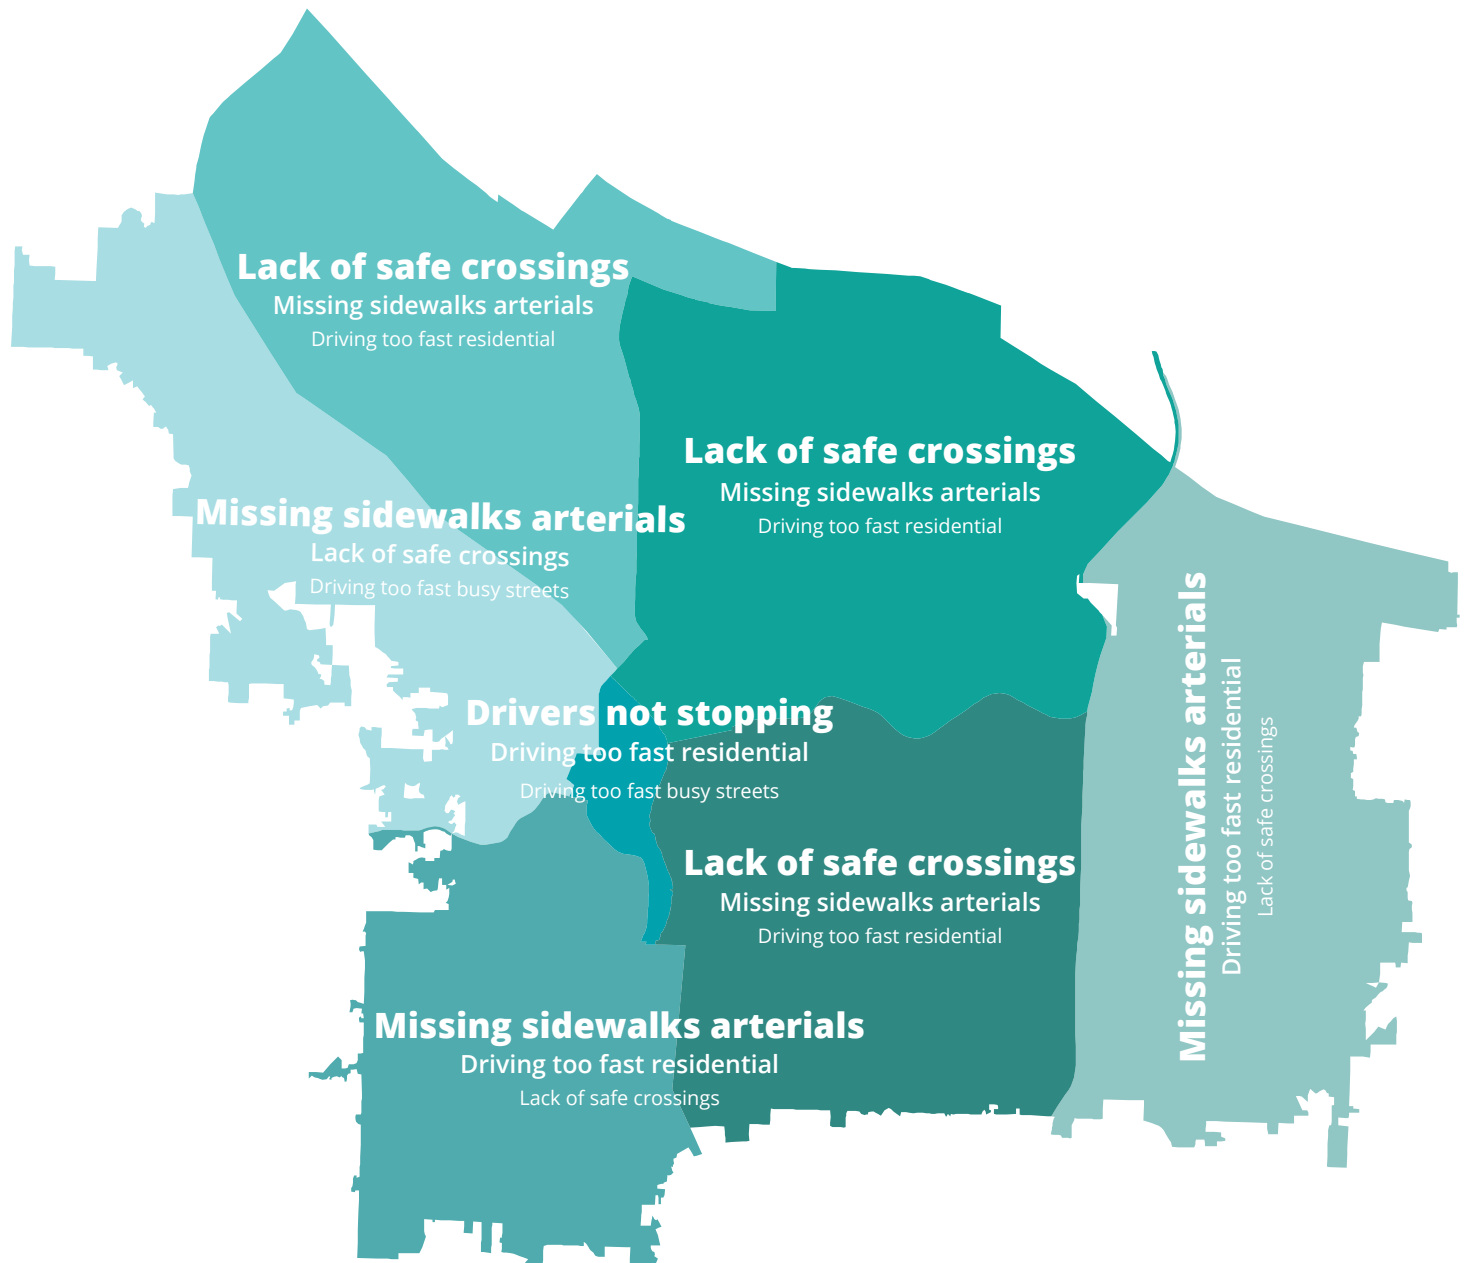 Lack of safe crossings
Missing sidewalks arterials
Driving too fast residential
Lack of safe crossings
Missing sidewalks arterials
Driving too fast residential
Missing sidewalks arterials
Lack of safe crossings
Driving too fast busy streets
Missing sidewalks arterials
Driving too fast residential
Lack of safe crossings
Drivers not stopping
Driving too fast residential
Driving too fast busy streets
Lack of safe crossings
Missing sidewalks arterials
Driving too fast residential
Missing sidewalks arterials
Driving too fast residential
Lack of safe crossings